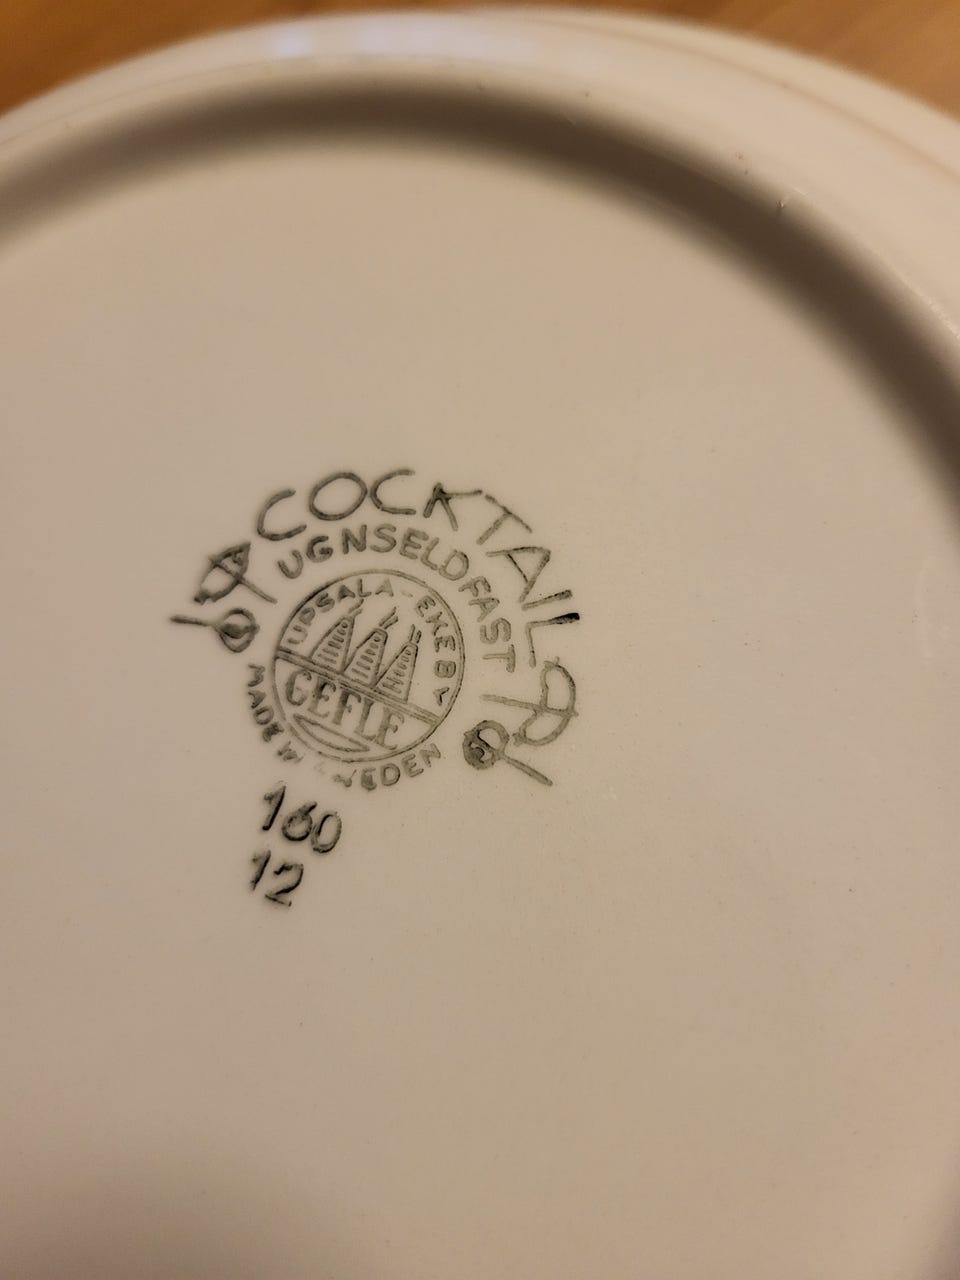 COCKTAIL
UGNSELDFAST
UPSALA-EKEBY
GEFLE
MADE IN SWEDEN
160
12